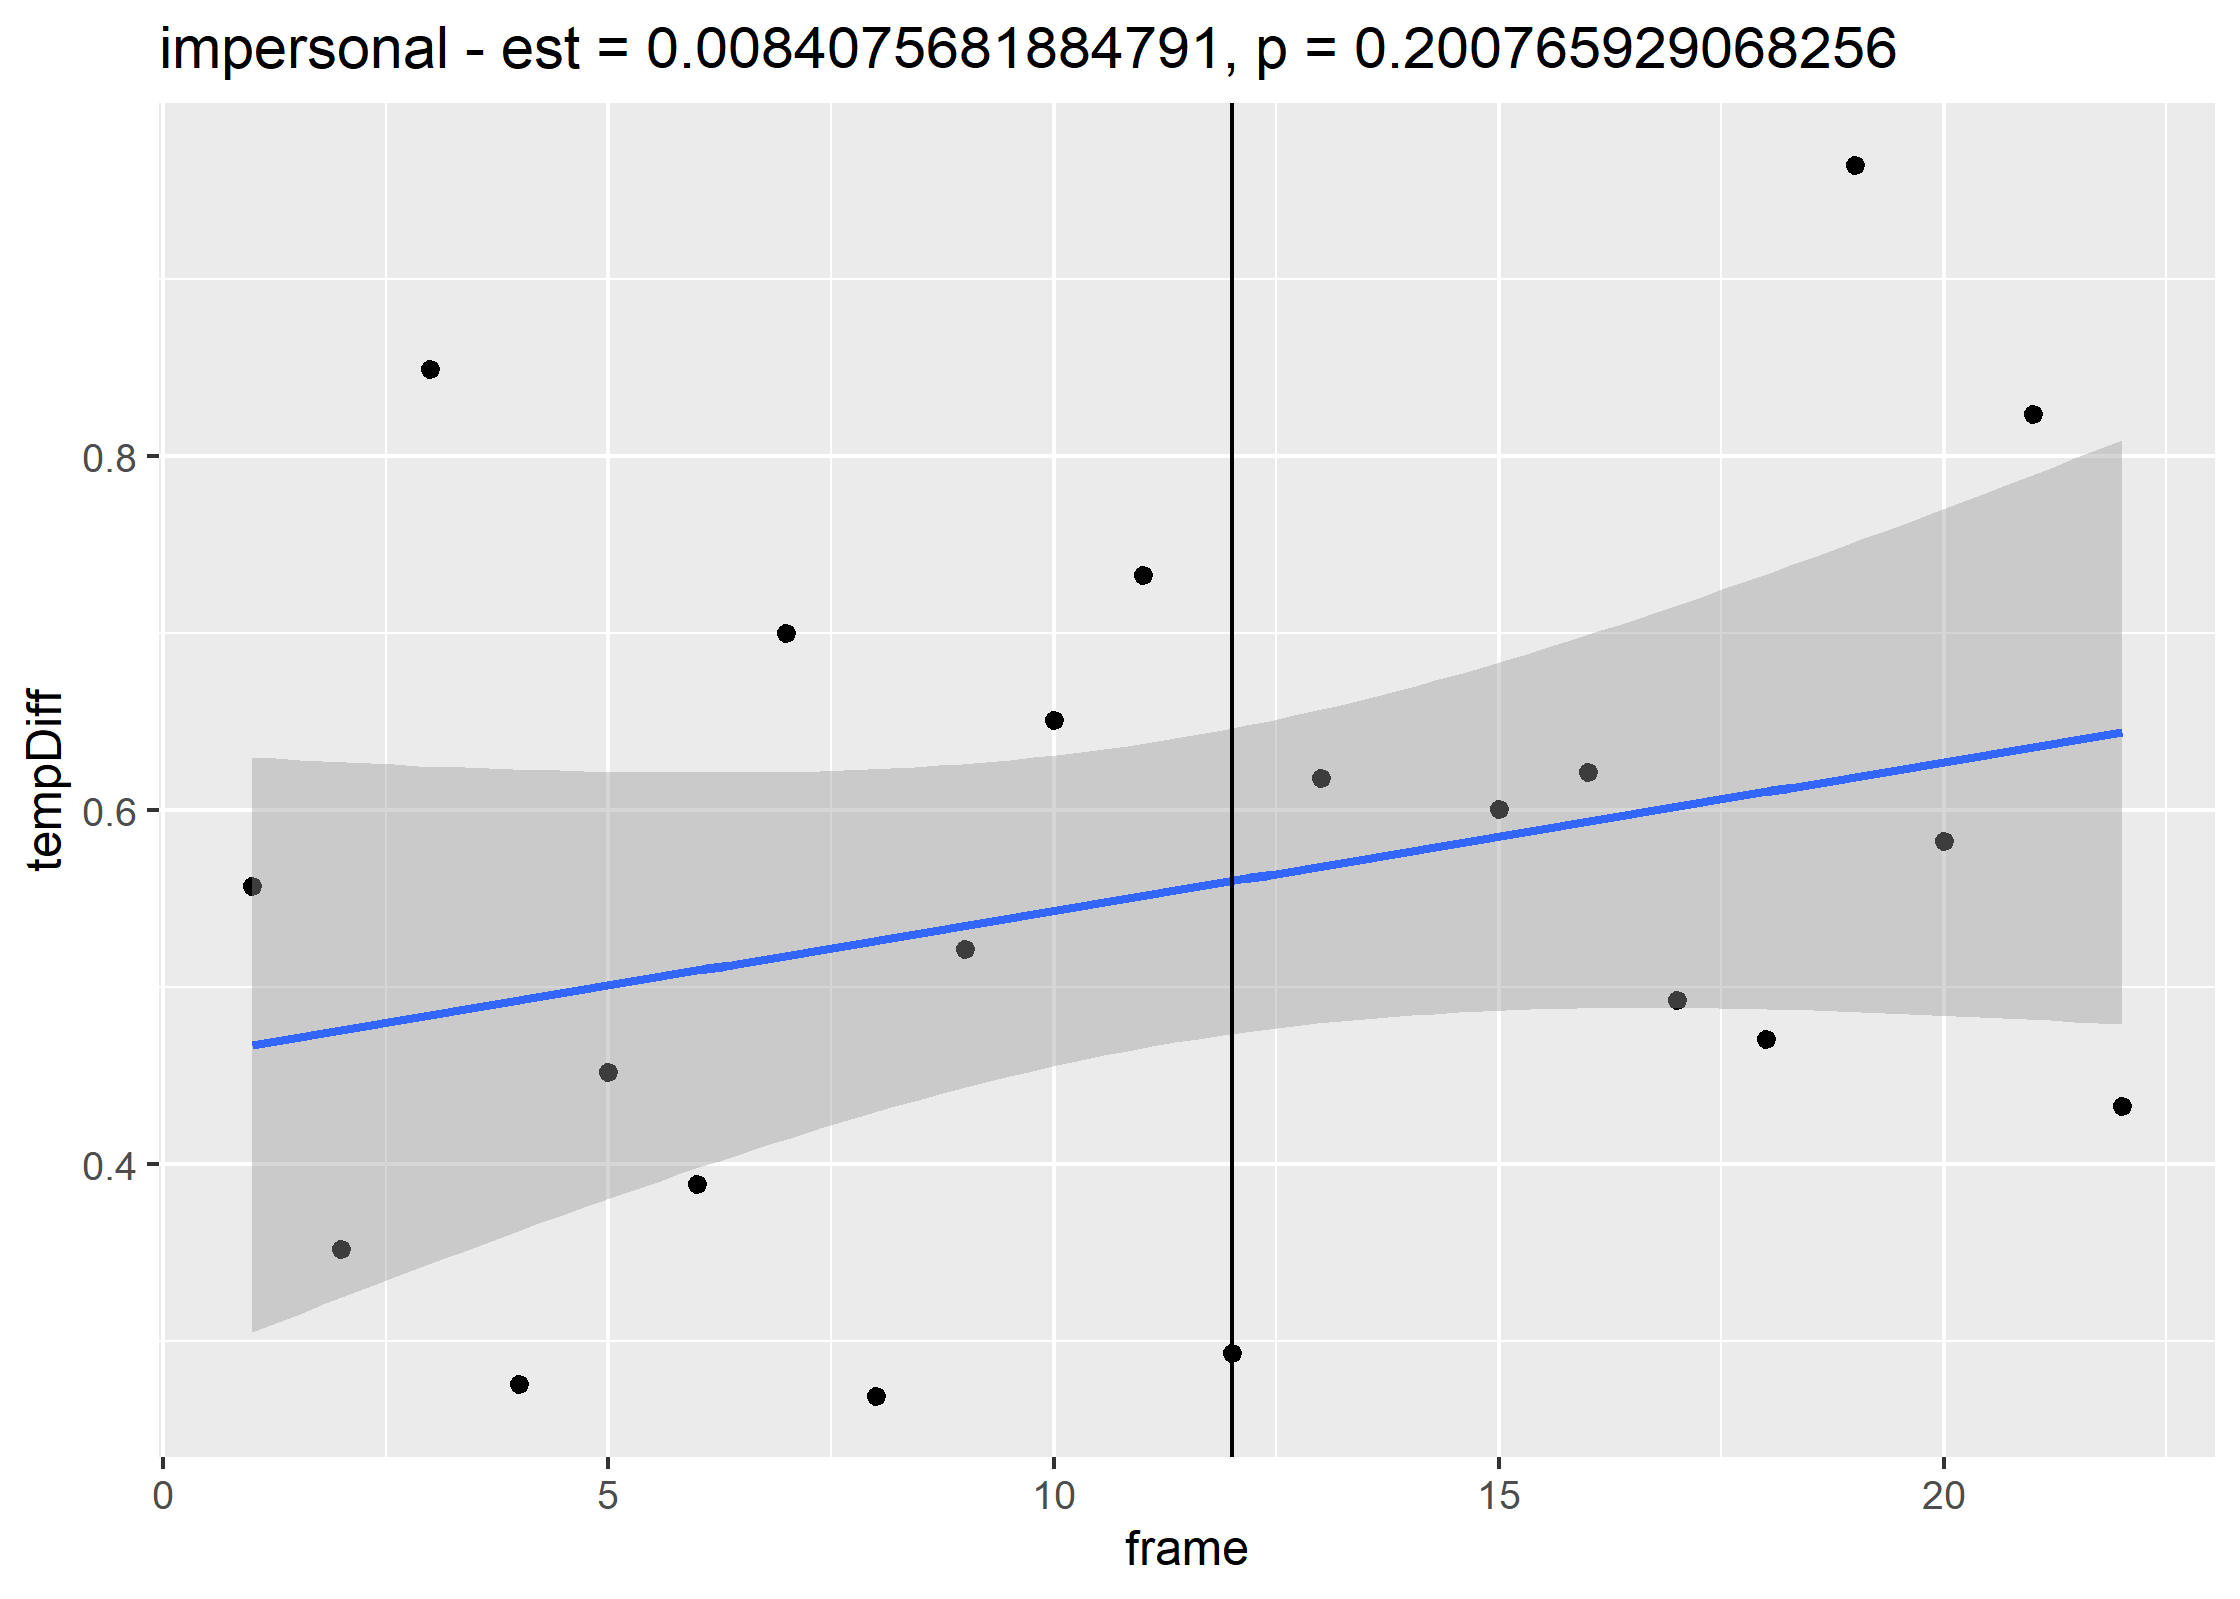 impersonal - est = 0.0084075681884791, p = 0.200765929068256
tempDiff
0.8
0.6
0.4
0 5 10 15 20
frame